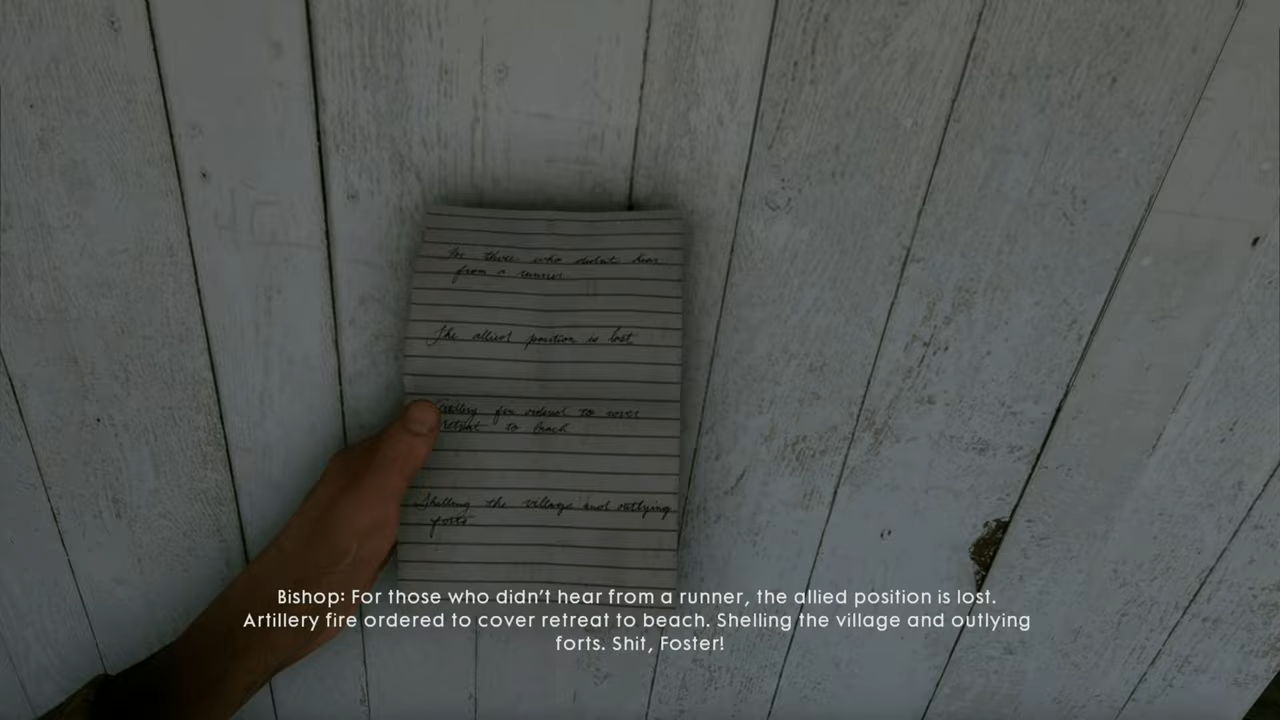 For those who didnt hear
from a runner
The allied position is lost
Artillery fire ordered to cover
retreat to beach
Shelling the village and outlying
forts
Bishop: For those who didn't hear from a runner, the allied position is lost.
Artillery fire ordered to cover retreat to beach. Shelling the village and outlying
forts. Shit, Foster!